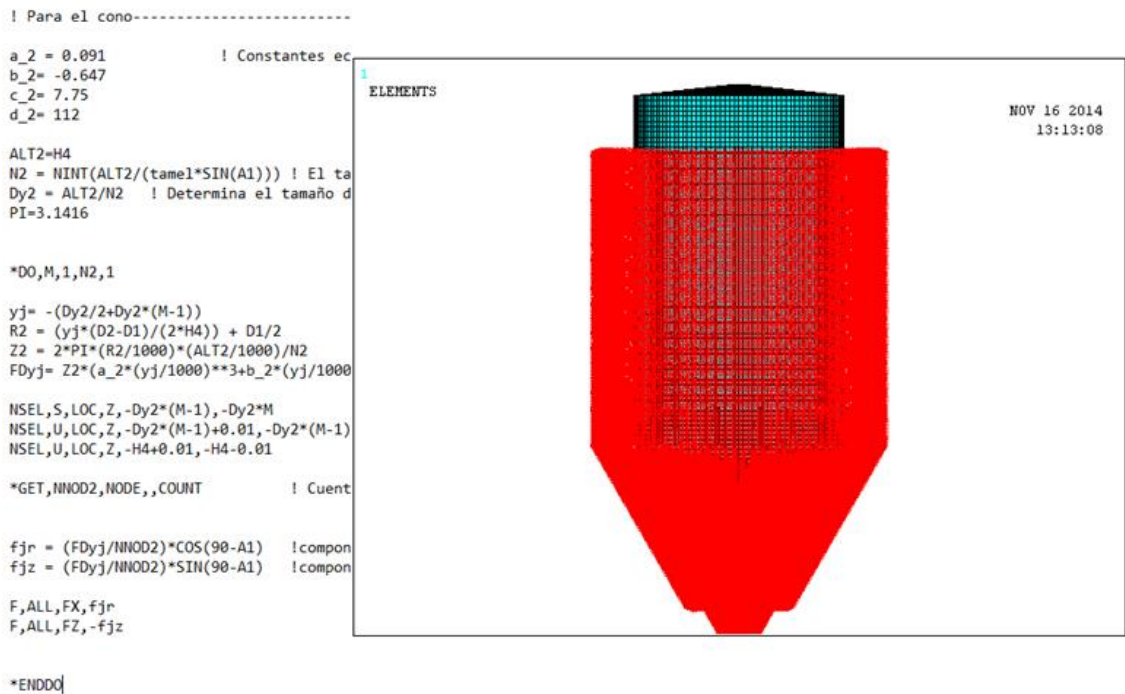 ! Para el cono-------------------------
a_2 = 0.091 ! Constantes ec
b_2= -0.647
c_2= 7.75
d_2= 112
ALT2=H4
N2 = NINT(ALT2/(tamel*SIN(A1))) ! El ta
Dy2 = ALT2/N2 ! Determina el tamaño d
PI=3.1416
*DO,M,1,N2,1
yj= -(Dy2/2+Dy2*(M-1))
R2 = (yj*(D2-D1)/(2*H4)) + D1/2
Z2 = 2*PI*(R2/1000)*(ALT2/1000)/N2
FDyj= Z2*(a_2*(yj/1000)**3+b_2*(yj/1000
NSEL,S,LOC,Z,-Dy2*(M-1),-Dy2*M
NSEL,U,LOC,Z,-Dy2*(M-1)+0.01,-Dy2*(M-1)
NSEL,U,LOC,Z,-H4+0.01,-H4-0.01
*GET,NNOD2,NODE,,COUNT ! Cuent
fjr = (FDyj/NNOD2)*COS(90-A1) !compon
fjz = (FDyj/NNOD2)*SIN(90-A1) !compon
F,ALL,FX,fjr
F,ALL,FZ,-fjz
*ENDDO
1
ELEMENTS
NOV 16 2014
13:13:08